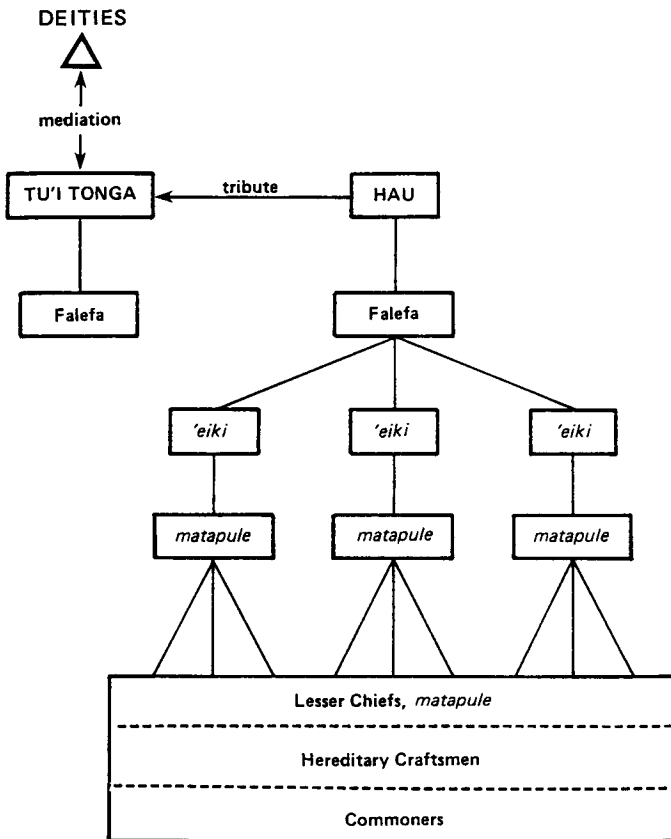 DEITIES
mediation
TU'I TONGA
tribute
HAU
Falefa
Falefa
'eiki
'eiki
'eiki
matapule
matapule
matapule
Lesser Chiefs, matapule
Hereditary Craftsmen
Commoners